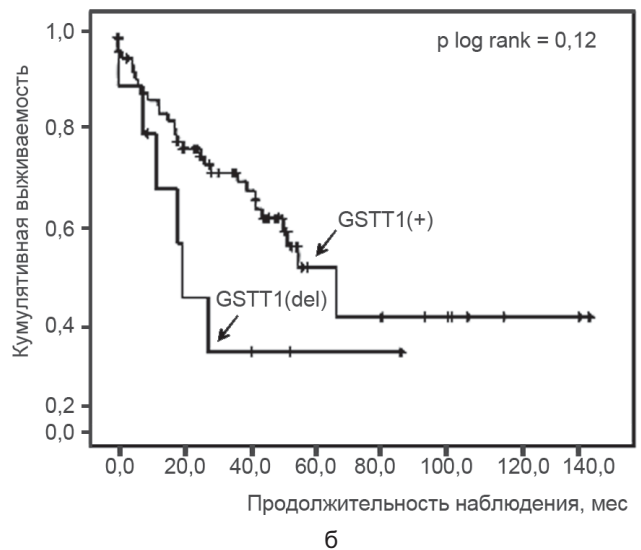 1,0
p log rank = 0,12
0,8
0,6
0,4
0,2
0,0
Кумулятивная выживаемость
GSTT1(+)
GSTT1(del)
0,0 20,0 40,0 60,0 80,0 100,0 120,0 140,0
Продолжительность наблюдения, мес
б